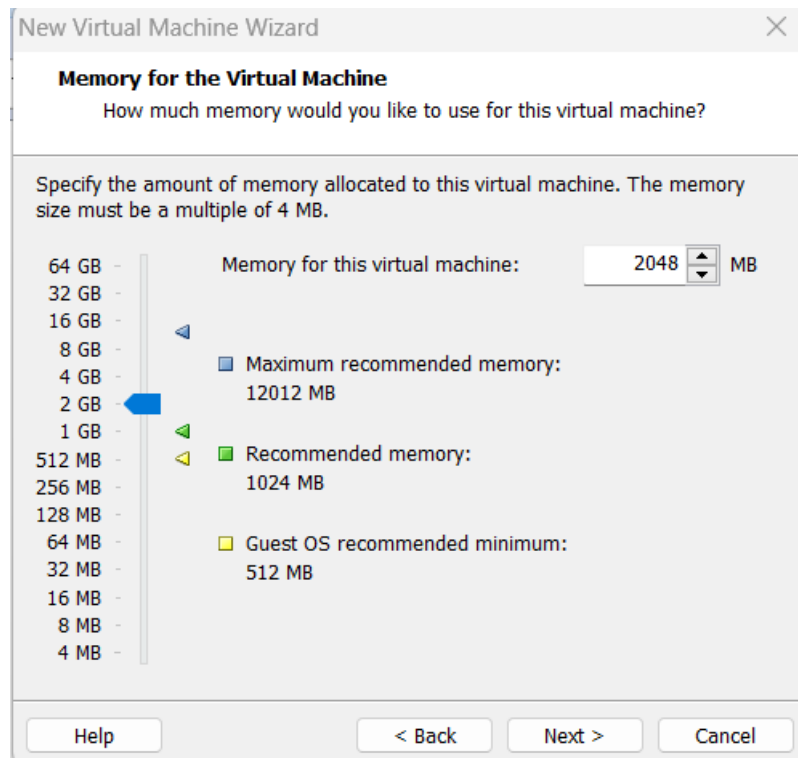 New Virtual Machine Wizard
Memory for the Virtual Machine
How much memory would you like to use for this virtual machine?
Specify the amount of memory allocated to this virtual machine. The memory
size must be a multiple of 4 MB.
64 GB
32 GB
16 GB
8 GB
4 GB
2 GB
1 GB
512 MB
256 MB
128 MB
64 MB
32 MB
16 MB
8 MB
4 MB
Memory for this virtual machine: 2048 MB
Maximum recommended memory:
12012 MB
Recommended memory:
1024 MB
Guest OS recommended minimum:
512 MB
Help < Back Next > Cancel